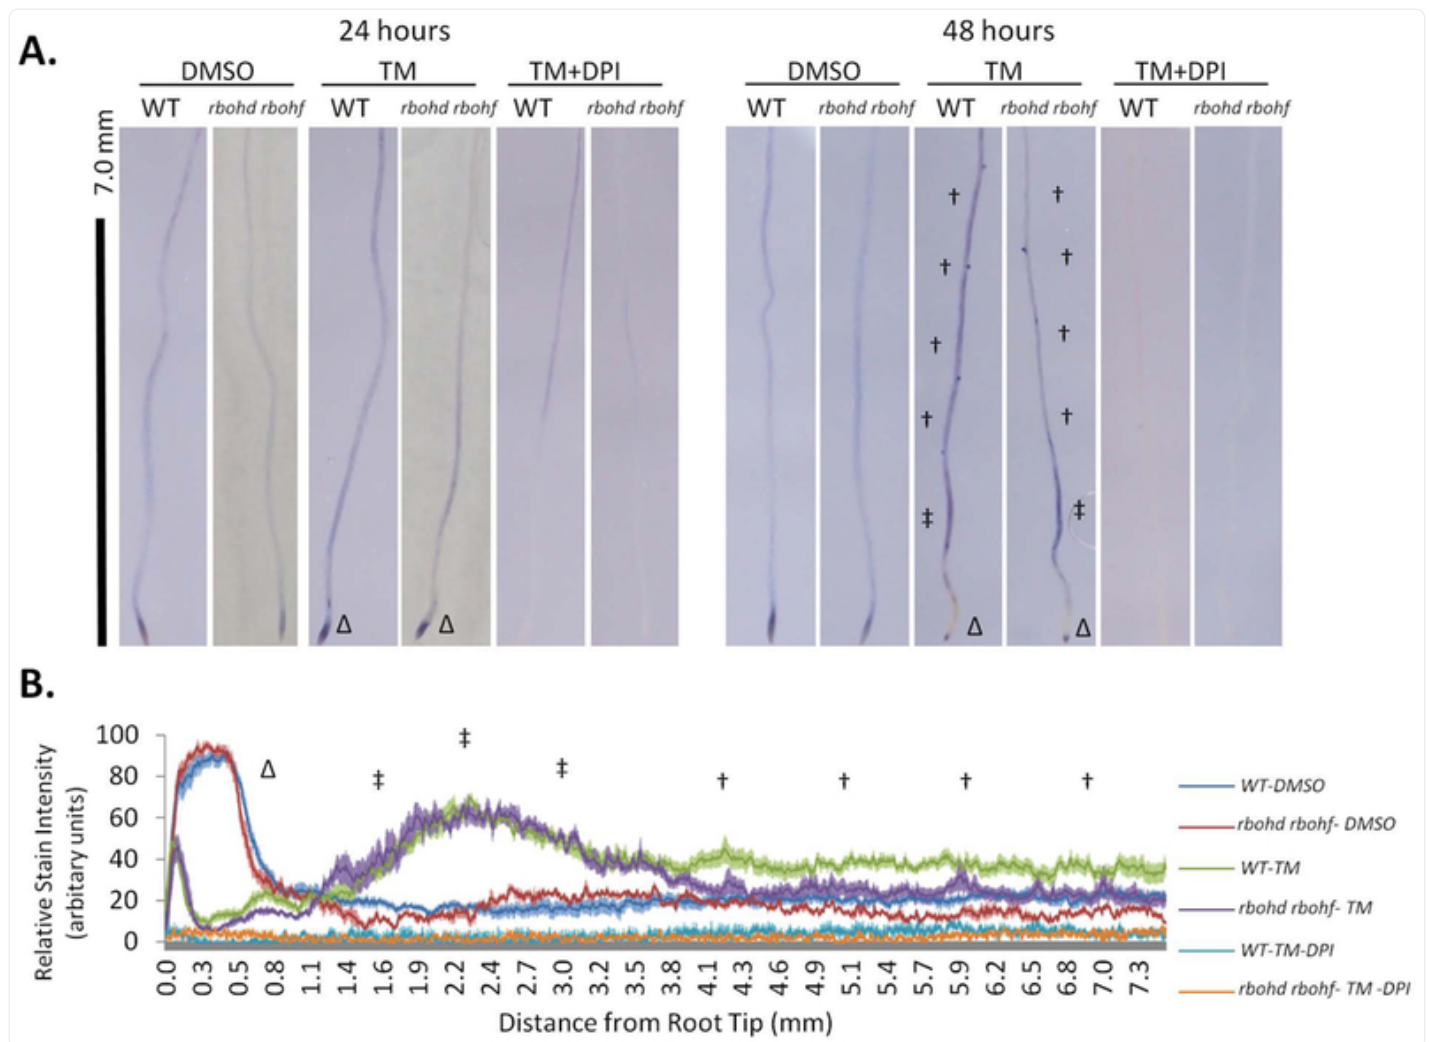 A.
24 hours 48 hours
DMSO TM TM+DPI DMSO TM TM+DPI
WT rbohd rbohf WT rbohd rbohf WT rbohd rbohf WT rbohd rbohf WT rbohd rbohf WT rbohd rbohf
7.0 mm
† †
† †
† †
† †
‡ ‡
Δ Δ Δ Δ
B.
Relative Stain Intensity
(arbitary units)
100
80
60
40
20
0
Δ ‡ ‡ ‡ † † † †
0.0 0.3 0.5 0.8 1.1 1.4 1.6 1.9 2.2 2.4 2.7 3.0 3.2 3.5 3.8 4.1 4.3 4.6 4.9 5.1 5.4 5.7 5.9 6.2 6.5 6.8 7.0 7.3
Distance from Root Tip (mm)
WT-DMSO
rbohd rbohf- DMSO
WT-TM
rbohd rbohf- TM
WT-TM-DPI
rbohd rbohf- TM -DPI